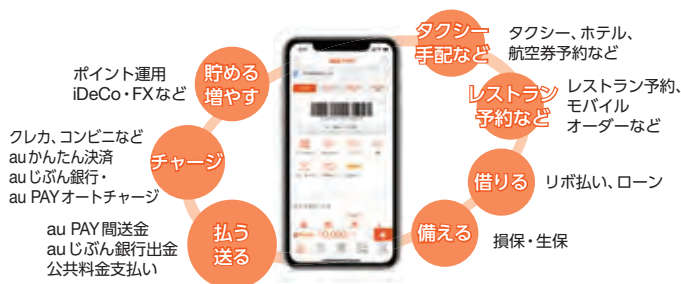 タクシー
手配など
タクシー、ホテル、
航空券予約など
貯める
増やす
ポイント運用
iDeCo・FXなど
レストラン
予約など
レストラン予約、
モバイル
オーダーなど
チャージ
クレカ、コンビニなど
auかんたん決済
auじぶん銀行・
au PAYオートチャージ
借りる
リボ払い、ローン
払う
送る
au PAY間送金
auじぶん銀行出金
公共料金支払い
備える
損保・生保
10,000